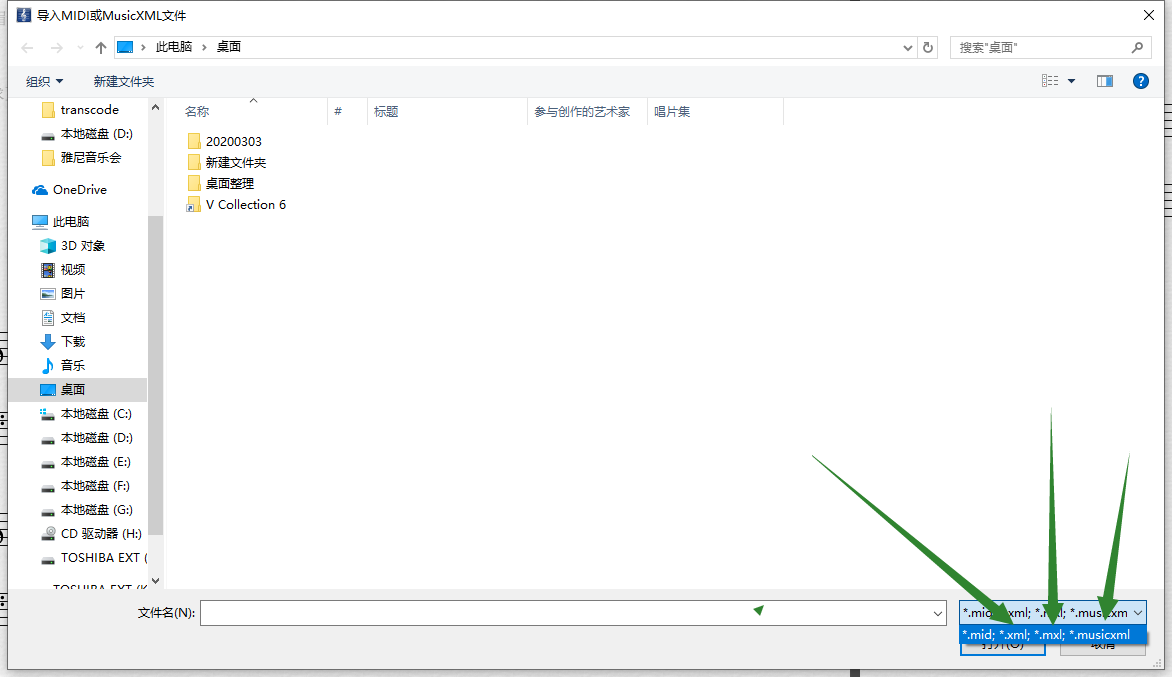 导入MIDI或MusicXML文件
此电脑 > 桌面
搜索"桌面"
组织 新建文件夹
名称 # 标题 参与创作的艺术家 唱片集
transcode
本地磁盘 (D:)
雅尼音乐会
OneDrive
此电脑
3D 对象
视频
图片
文档
下载
音乐
桌面
本地磁盘 (C:)
本地磁盘 (D:)
本地磁盘 (E:)
本地磁盘 (F:)
本地磁盘 (G:)
CD 驱动器 (H:)
TOSHIBA EXT (
TOSHIBA EXT (K
20200303
新建文件夹
桌面整理
V Collection 6
文件名(N):
*.mid; xml; *.musicxm
*.mid; *.xml; *.mxl; *.musicxml
打开(O) 取消